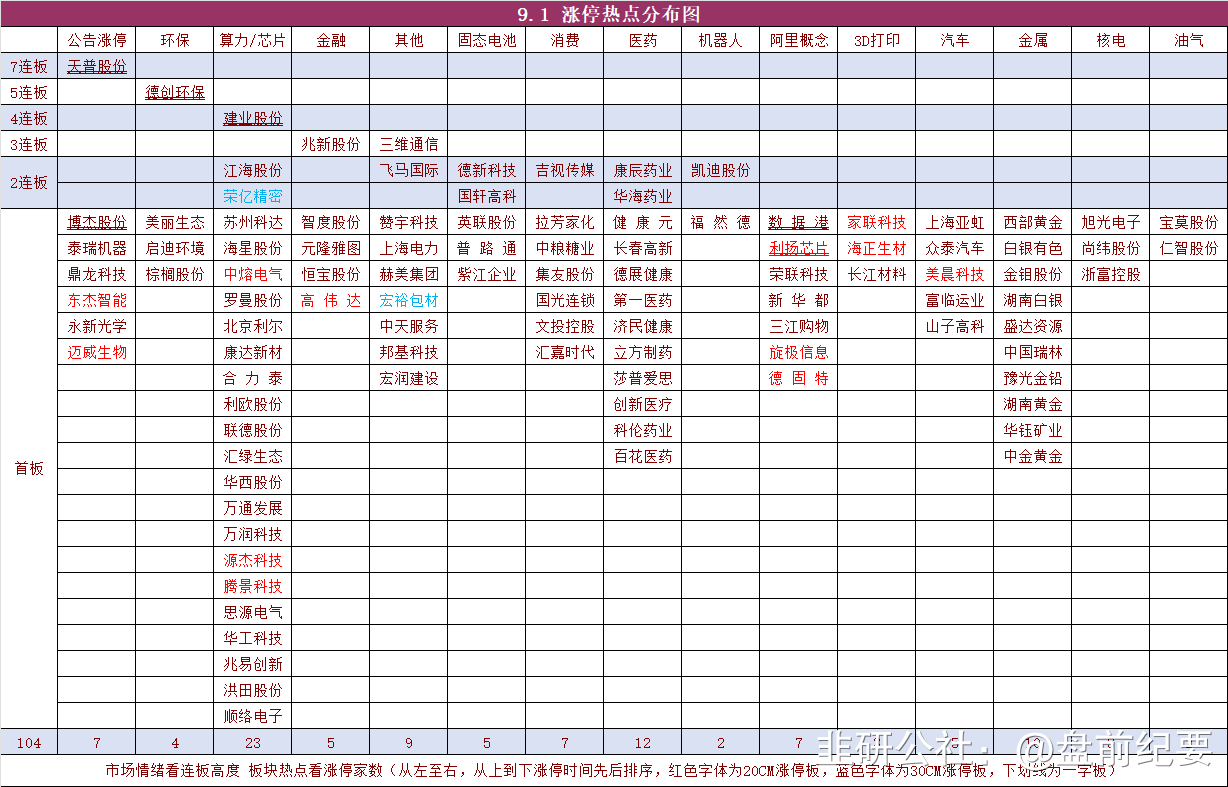 9.1 涨停热点分布图
公告涨停 环保 算力/芯片 金融 其他 固态电池 消费 医药 机器人 阿里概念 3D打印 汽车 金属 核电 油气
7连板 天普股份
5连板 德创环保
4连板 建业股份
3连板 兆新股份 三维通信
2连板 江海股份 飞马国际 德新科技 吉视传媒 康辰药业 凯迪股份
荣亿精密 国轩高科 华海药业
博杰股份 美丽生态 苏州科达 智度股份 赞宇科技 英联股份 拉芳家化 健康元 福然德 数据港 家联科技 上海亚虹 西部黄金 旭光电子 宝莫股份
泰瑞机器 启迪环境 海星股份 元隆雅图 上海电力 普路通 中粮糖业 长春高新 利扬芯片 海正生材 众泰汽车 白银有色 尚纬股份 仁智股份
鼎龙科技 棕榈股份 中熔电气 恒宝股份 赫美集团 紫江企业 集友股份 德展健康 荣联科技 长江材料 美晨科技 金钼股份 浙富控股
东杰智能 罗曼股份 高伟达 宏裕包材 国光连锁 第一医药 新华都 富临运业 湖南白银
永新光学 北京利尔 中天服务 文投控股 济民健康 三江购物 山子高科 盛达资源
迈威生物 康达新材 邦基科技 汇嘉时代 立方制药 旋极信息 中国瑞林
合力泰 宏润建设 莎普爱思 德固特 豫光金铅
利欧股份 创新医疗 湖南黄金
联德股份 科伦药业 华钰矿业
首板 汇绿生态 百花医药 中金黄金
华西股份
万通发展
万润科技
源杰科技
腾景科技
思源电气
华工科技
兆易创新
洪田股份
顺络电子
104 7 4 23 5 9 5 7 12 2 7
非研公社：@盘前纪要
市场情绪看连板高度 板块热点看涨停家数（从左至右，从上到下涨停时间先后排序，红色字体为20CM涨停板，蓝色字体为30CM涨停板，下划线为一字板）